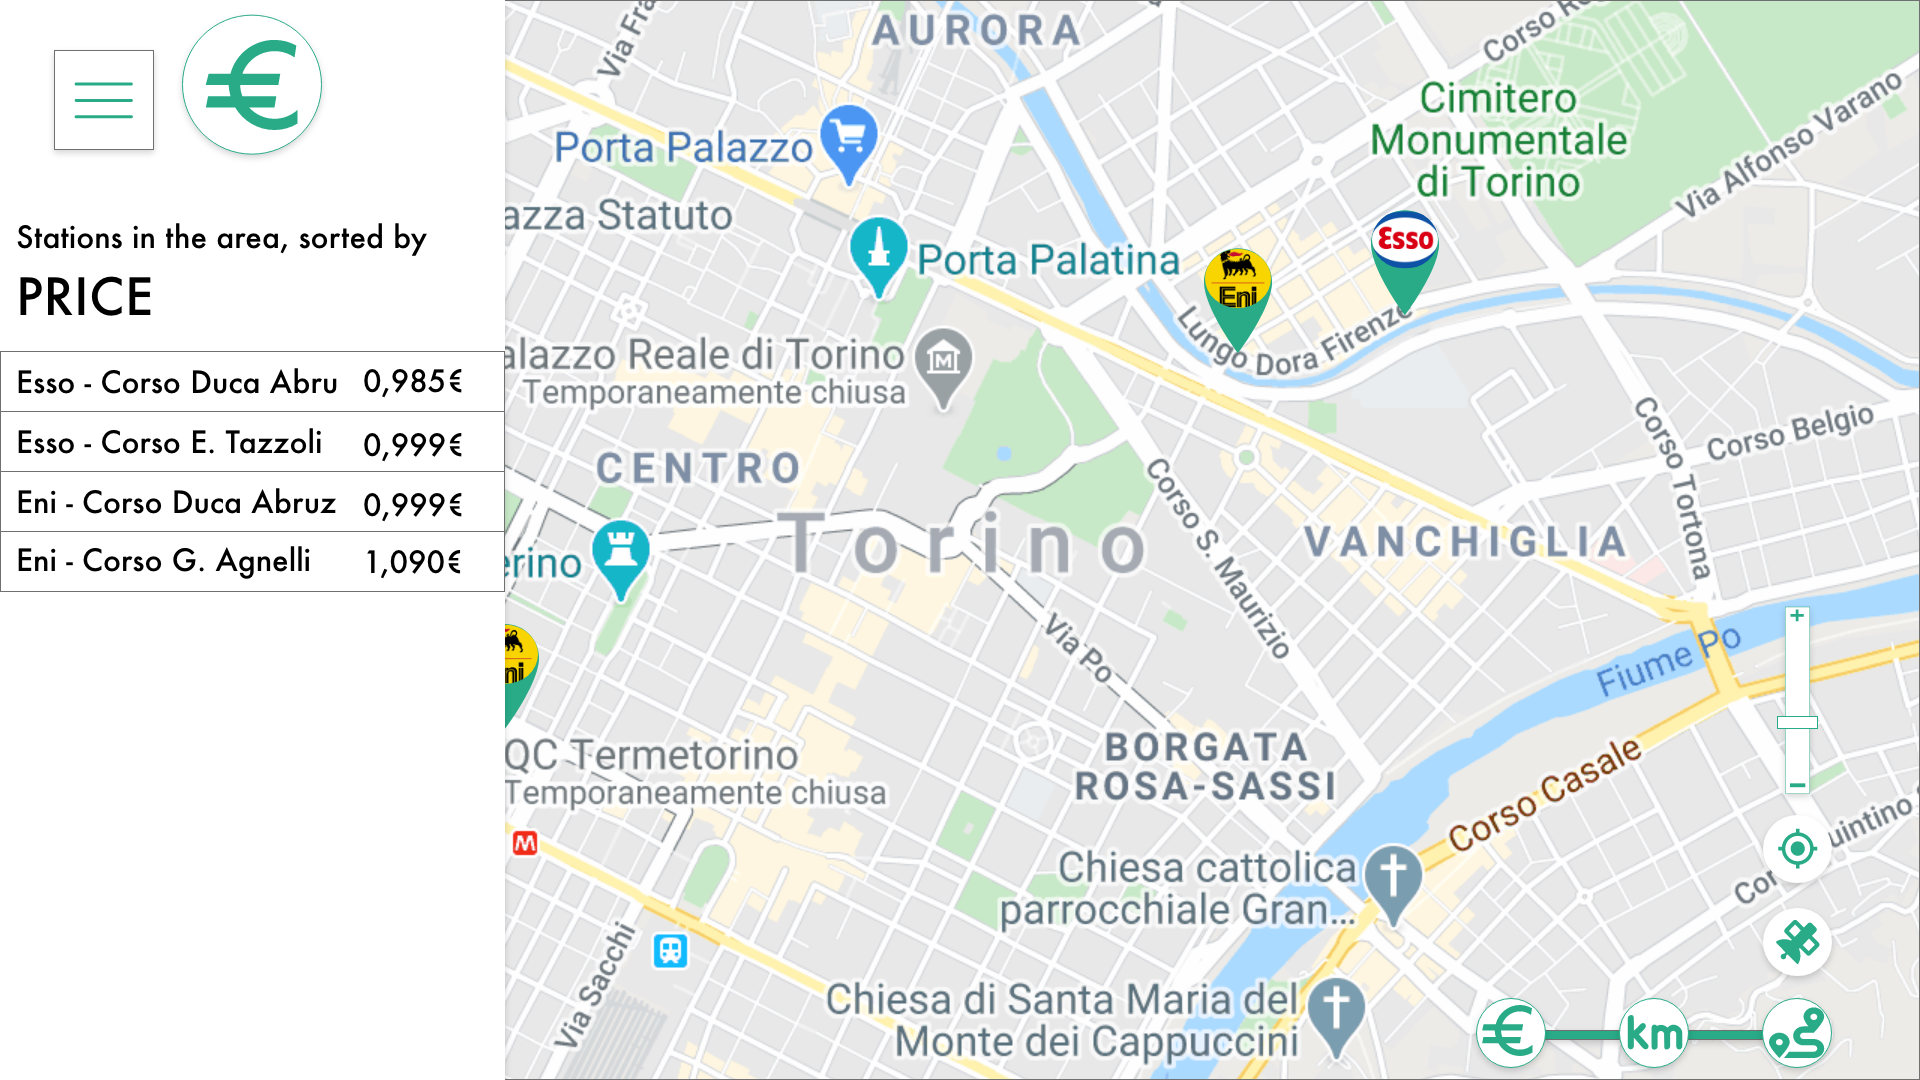 Stations in the area, sorted by
PRICE
Esso - Corso Duca Abru 0,985€
Esso - Corso E. Tazzoli 0,999€
Eni - Corso Duca Abruz 0,999€
Eni - Corso G. Agnelli 1,090€
AURORA
Via Fra
Corso Re
Cimitero
Monumentale
di Torino
Via Alfonso Varano
Porta Palazzo
azza Statuto
Porta Palatina
Esso
Eni
Lungo Dora Firenze
alazzo Reale di Torino
Temporaneamente chiusa
M
Corso Belgio
Corso Tortona
CENTRO
Corso S. Maurizio
Torino
VANCHIGLIA
erino
ni
Via Po
Fiume Po
+
−
QC Termetorino
Temporaneamente chiusa
BORGATA
ROSA-SASSI
Corso Casale
M
uintino
Cor
Chiesa cattolica
parrocchiale Gran...
Via Sacchi
Chiesa di Santa Maria del
Monte dei Cappuccini
€
km